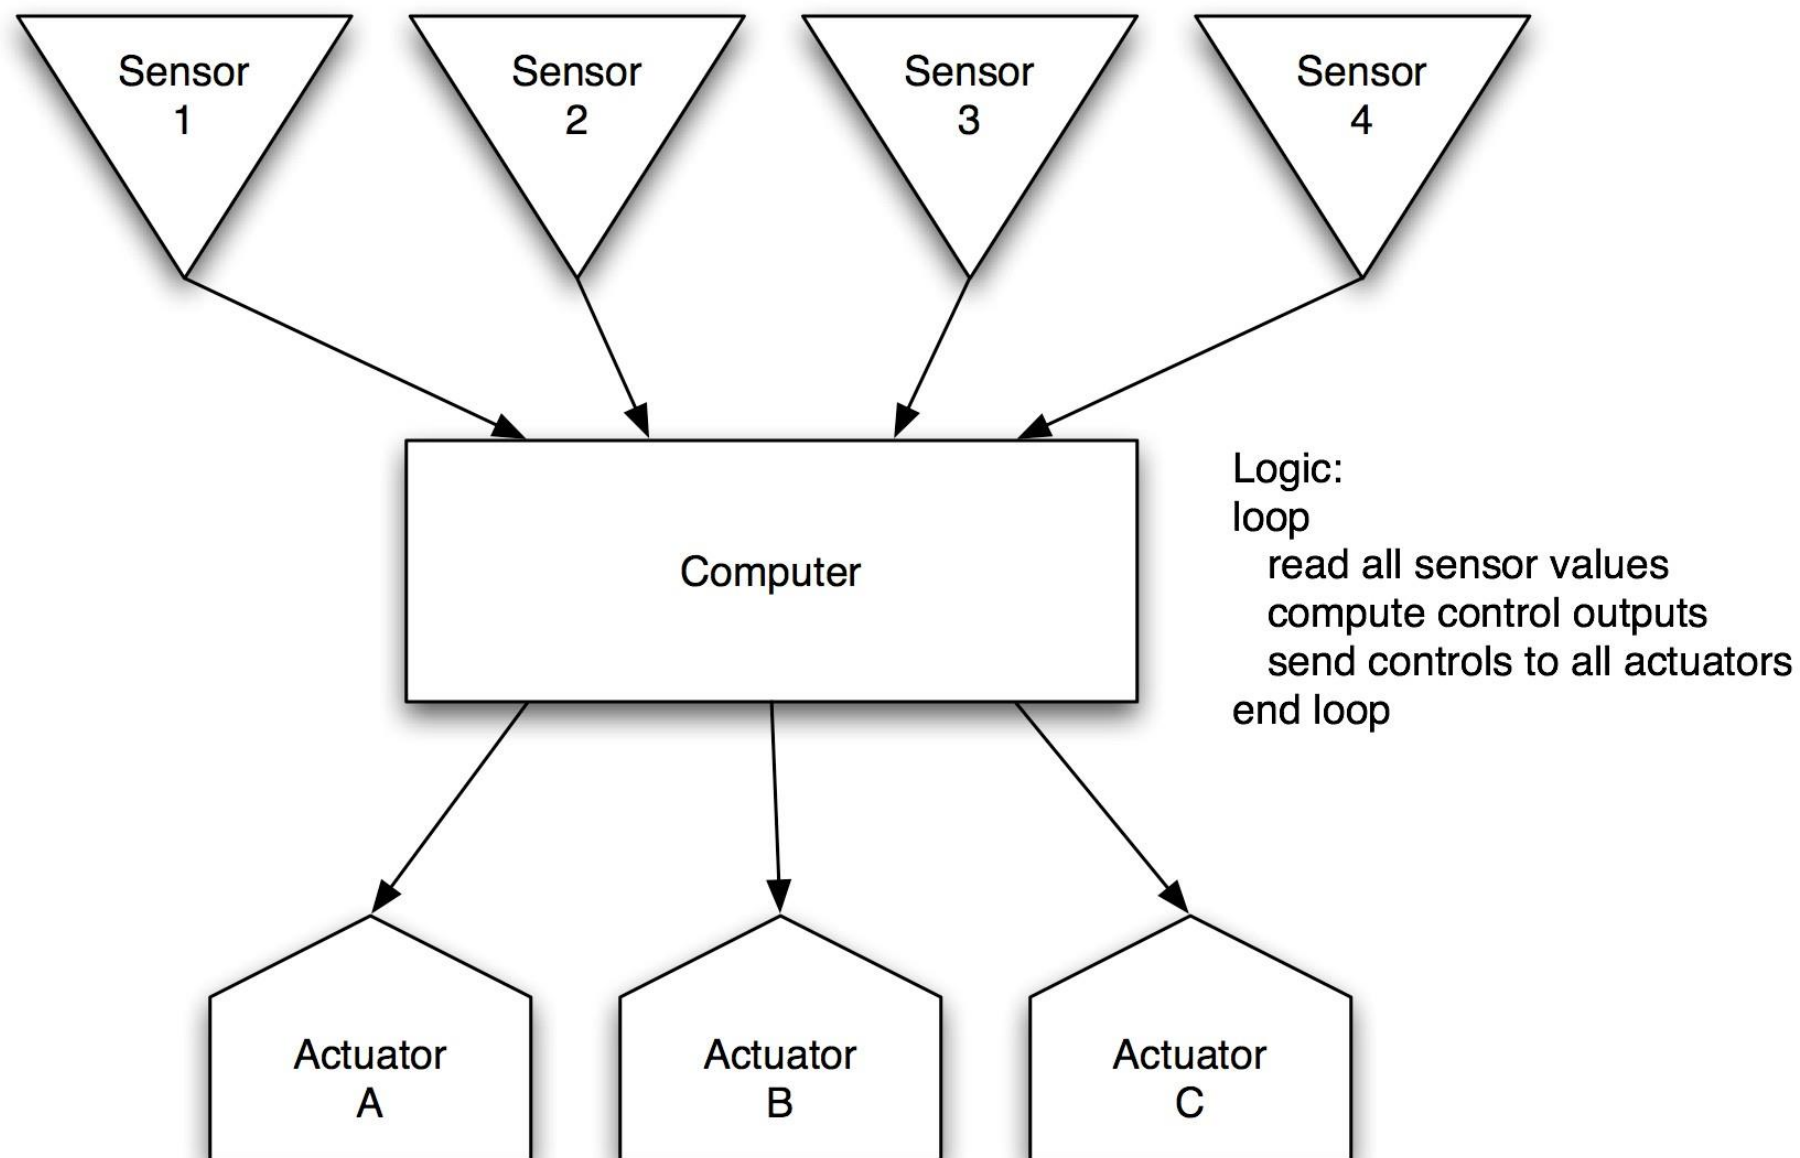 Sensor
1
Sensor
2
Sensor
3
Sensor
4
Computer
Logic:
loop
read all sensor values
compute control outputs
send controls to all actuators
end loop
Actuator
A
Actuator
B
Actuator
C